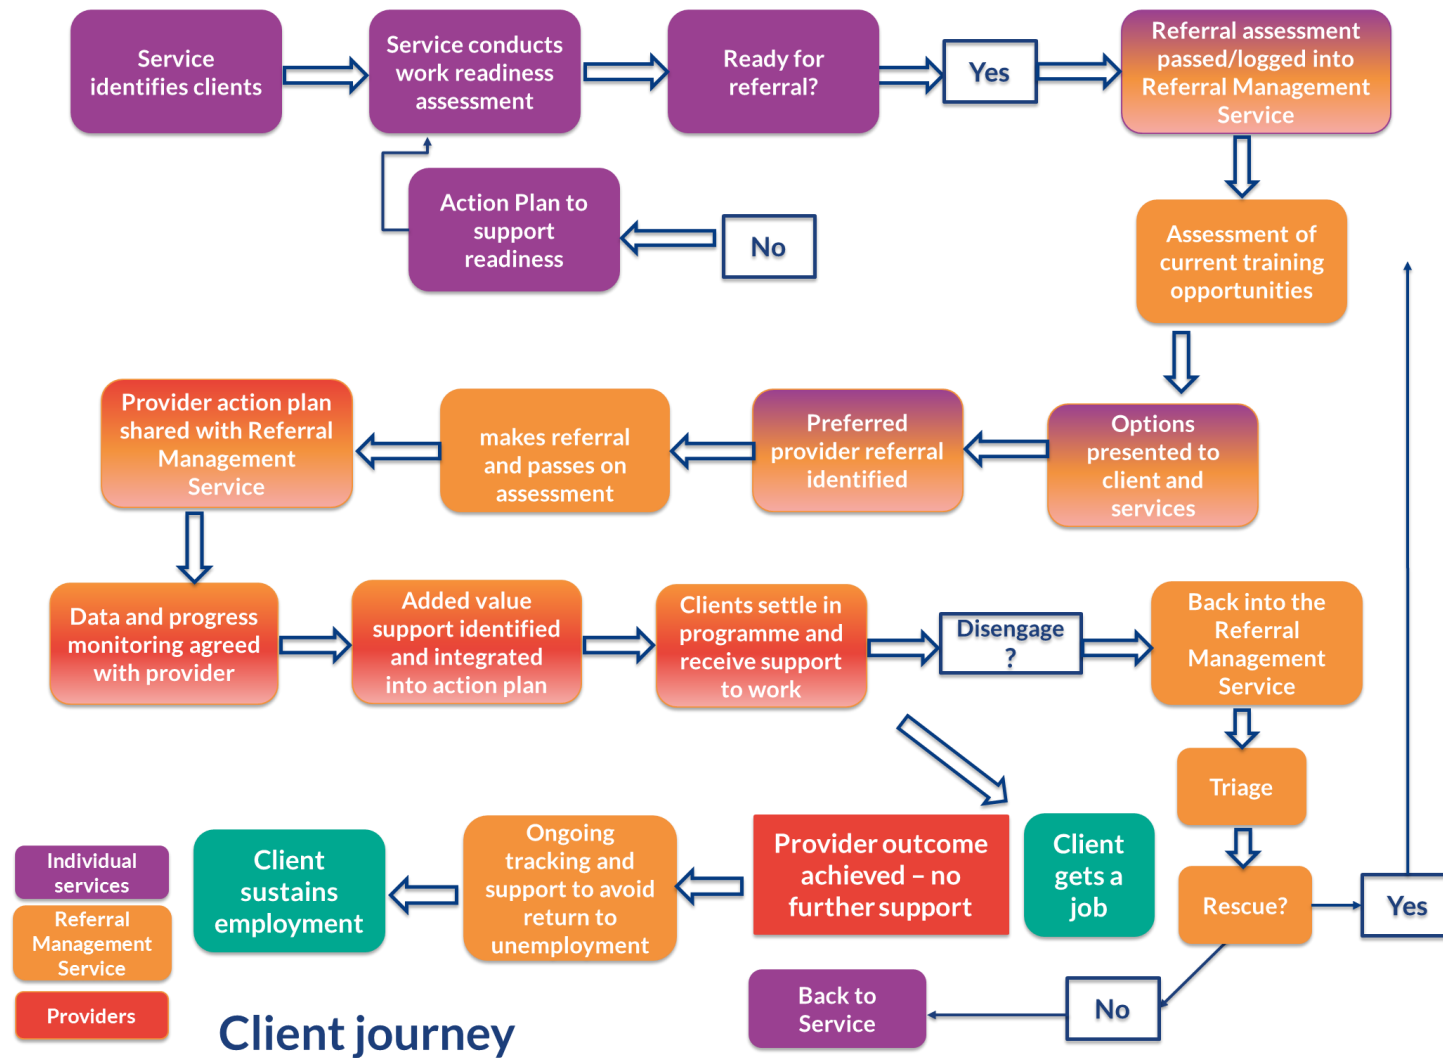 Service
identifies clients
Service conducts
work readiness
assessment
Ready for
referral?
Yes
Referral assessment
passed/logged into
Referral Management
Service
Action Plan to
support
readiness
No
Assessment of
current training
opportunities
Provider action plan
shared with Referral
Management
Service
makes referral
and passes on
assessment
Preferred
provider referral
identified
Options
presented to
client and
services
Data and progress
monitoring agreed
with provider
Added value
support identified
and integrated
into action plan
Clients settle in
programme and
receive support
to work
Disengage
?
Back into the
Referral
Management
Service
Triage
Rescue?
Yes
No
Back to
Service
Client
gets a
job
Provider outcome
achieved – no
further support
Ongoing
tracking and
support to avoid
return to
unemployment
Client
sustains
employment
Individual
services
Referral
Management
Service
Providers
Client journey